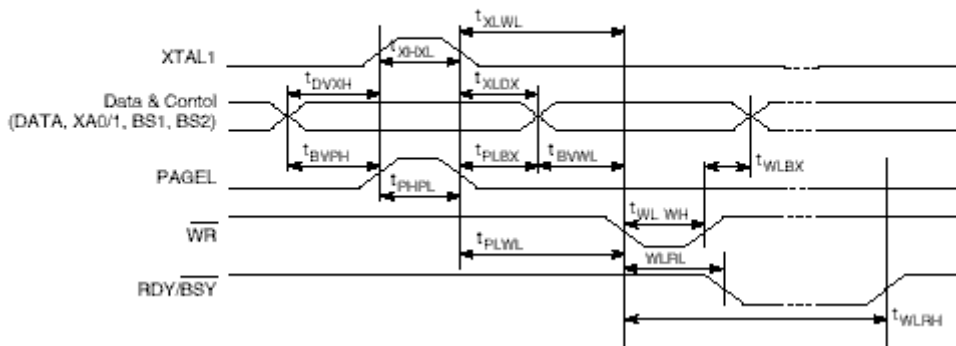 tXLWL
XTAL1
tXHXL
tDVXH
tXLDX
Data & Contol
(DATA, XA0/1, BS1, BS2)
tBVPH
tPLBX
tBVWL
tWLBX
PAGEL
tPHPL
tWL WH
WR
tPLWL
WLRL
RDY/BSY
tWLRH